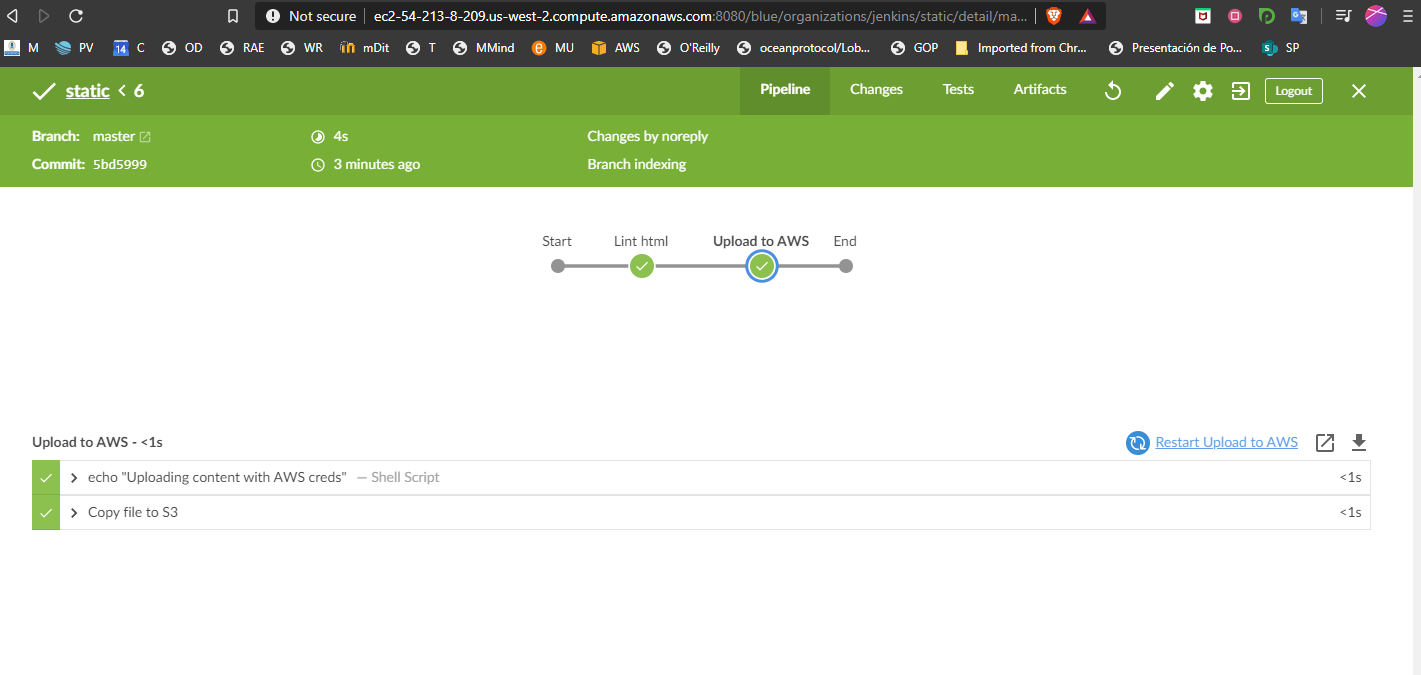 Not secure ec2-54-213-8-209.us-west-2.compute.amazonaws.com:8080/blue/organizations/jenkins/static/detail/ma...
M PV 14 C OD RAE WR mDit T MMind MU AWS O'Reilly oceanprotocol/Lob... GOP Imported from Chr... Presentación de Po... SP
static < 6 Pipeline Changes Tests Artifacts Logout
Branch: master 4s Changes by noreply
Commit: 5bd5999 3 minutes ago Branch indexing
Start Lint html Upload to AWS End
Upload to AWS - <1s Restart Upload to AWS
echo "Uploading content with AWS creds" — Shell Script <1s
Copy file to S3 <1s